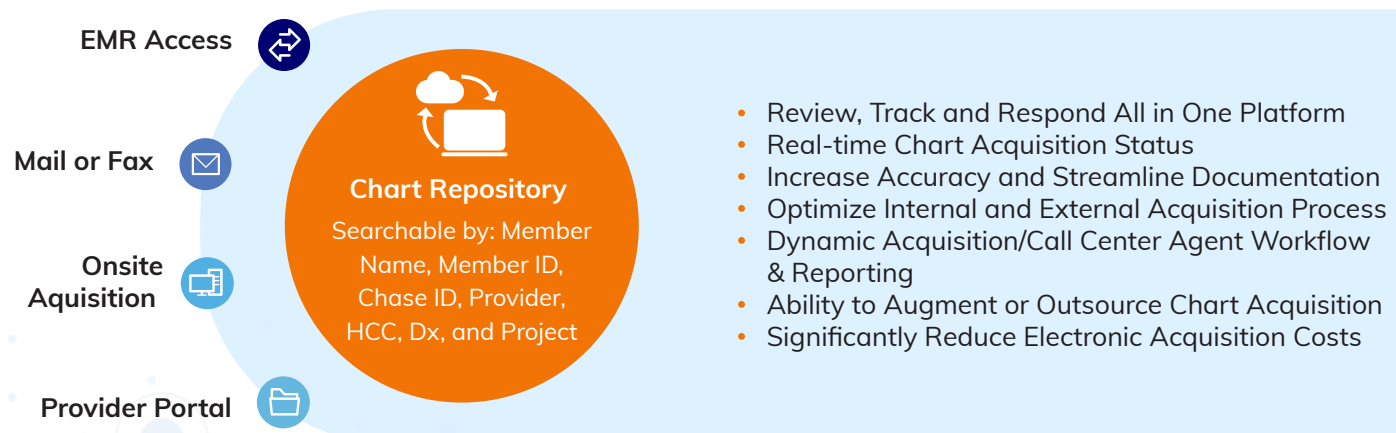 EMR Access
Mail or Fax
Onsite
Aquisition
Provider Portal
Chart Repository
Searchable by: Member
Name, Member ID,
Chase ID, Provider,
HCC, Dx, and Project
• Review, Track and Respond All in One Platform
• Real-time Chart Acquisition Status
• Increase Accuracy and Streamline Documentation
• Optimize Internal and External Acquisition Process
• Dynamic Acquisition/Call Center Agent Workflow
& Reporting
• Ability to Augment or Outsource Chart Acquisition
• Significantly Reduce Electronic Acquisition Costs